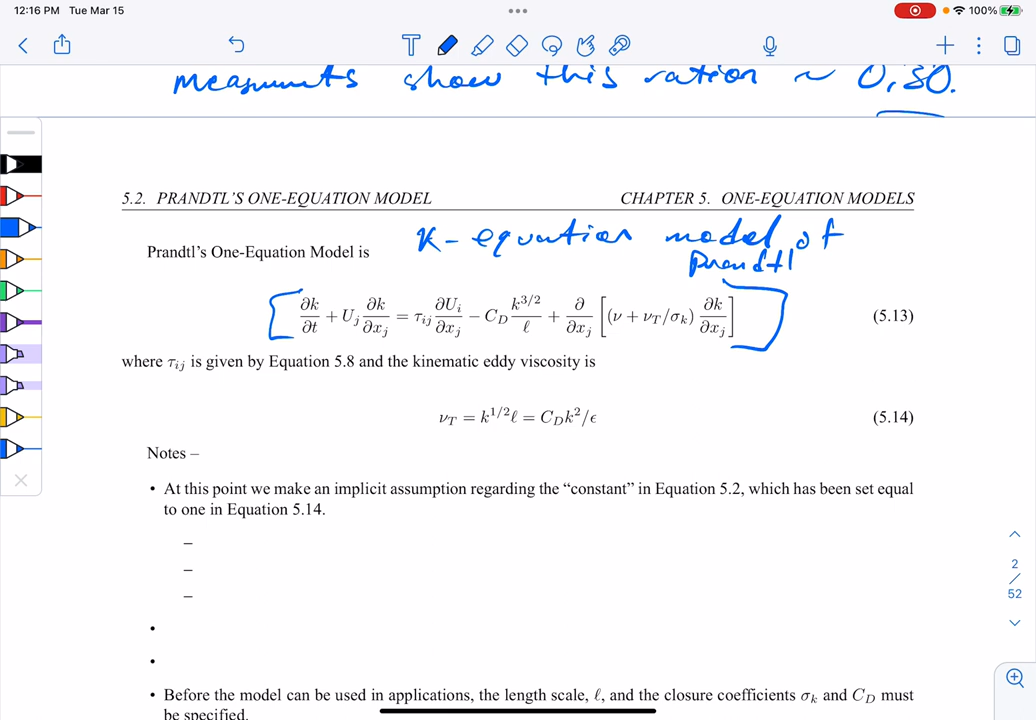 12:16 PM Tue Mar 15
100%
measurments show this ration ~ 0.30.
5.2. PRANDTL'S ONE-EQUATION MODEL CHAPTER 5. ONE-EQUATION MODELS
K-equation model of
Prandtl
Prandtl's One-Equation Model is
∂k/∂t + U_j ∂k/∂x_j = τ_ij ∂U_i/∂x_j − C_D k^{3/2}/ℓ + ∂/∂x_j [(ν + ν_T/σ_k) ∂k/∂x_j] (5.13)
where τ_ij is given by Equation 5.8 and the kinematic eddy viscosity is
ν_T = k^{1/2}ℓ = C_D k^2/ϵ (5.14)
Notes –
• At this point we make an implicit assumption regarding the “constant” in Equation 5.2, which has been set equal
to one in Equation 5.14.
–
–
–
•
•
• Before the model can be used in applications, the length scale, ℓ, and the closure coefficients σ_k and C_D must
be specified.
2
/
52